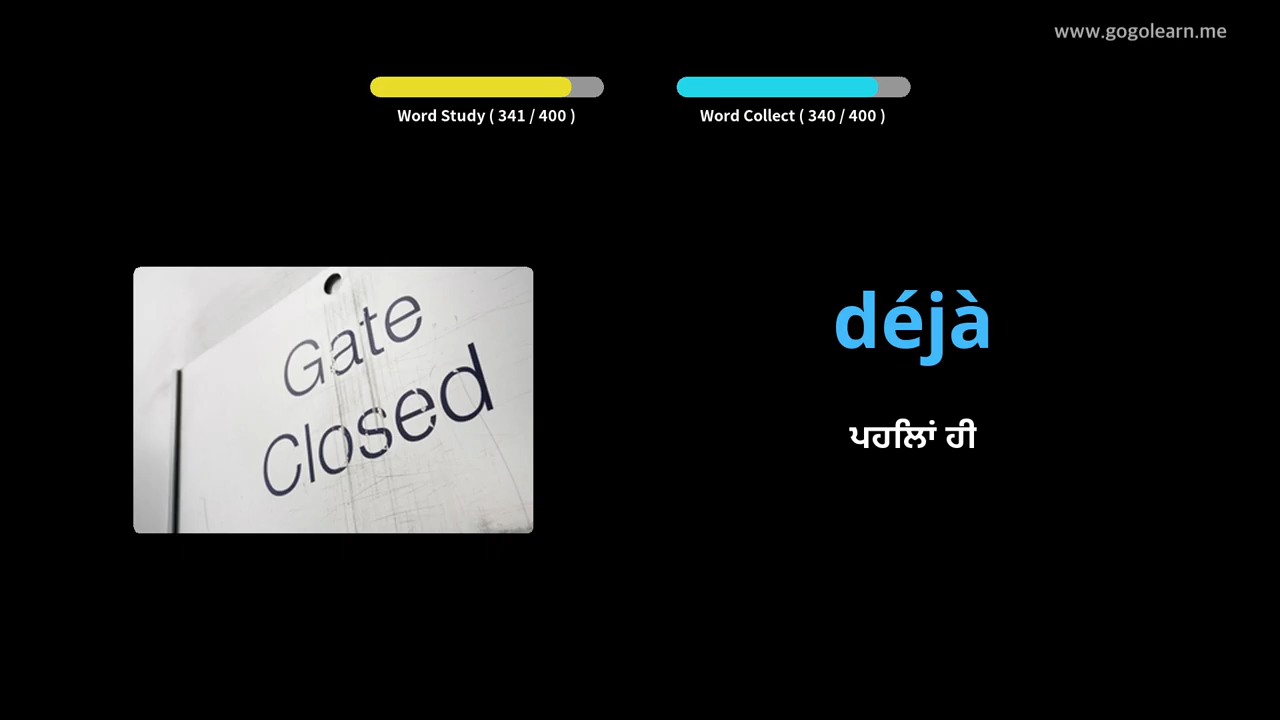 www.gogolearn.me
Word Study ( 341 / 400 )
Word Collect ( 340 / 400 )
Gate
Closed
déjà
ਪਹਿਲਾਂ ਹੀ